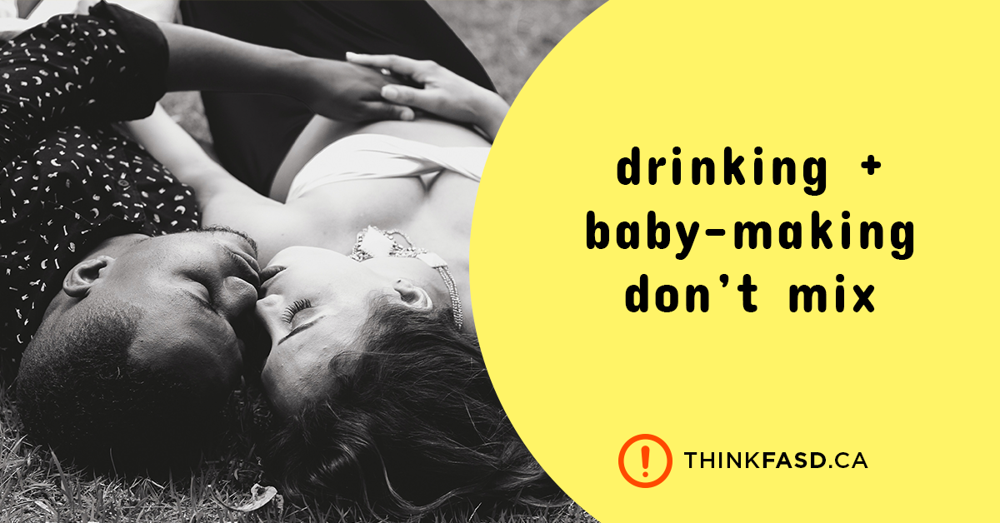 drinking +
baby-making
don't mix
THINKFASD.CA